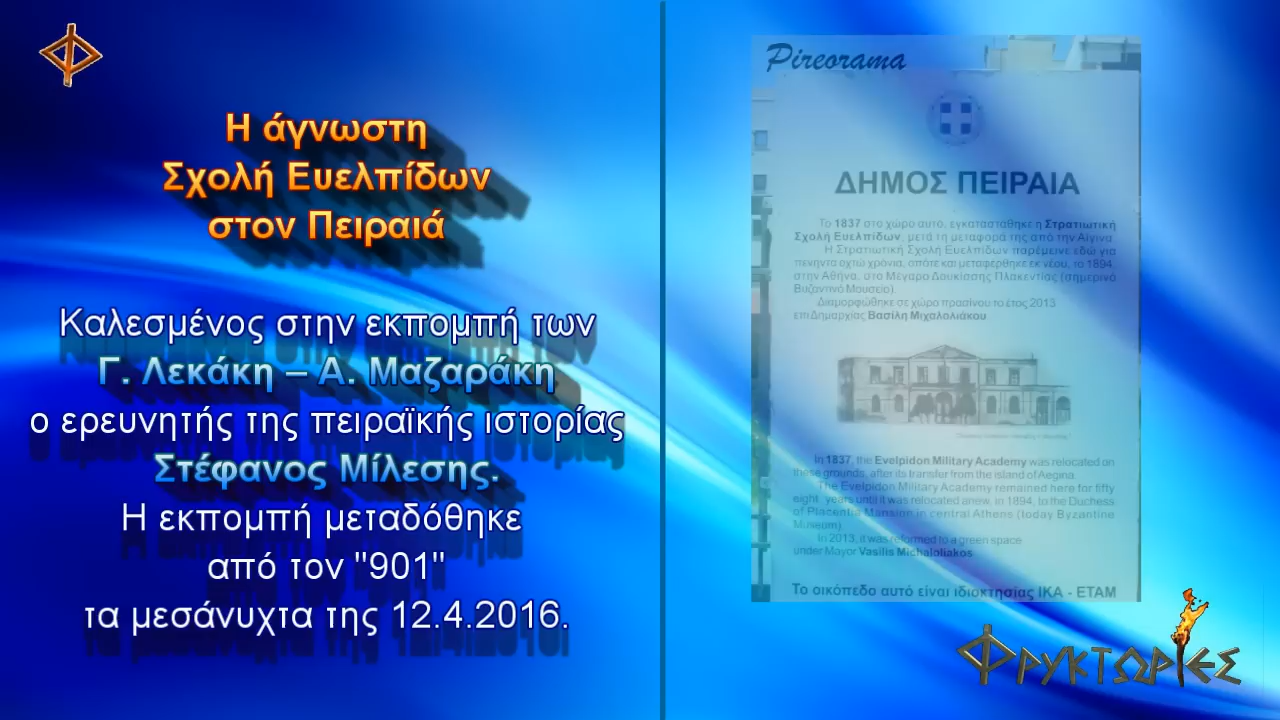 Η άγνωστη
Σχολή Ευελπίδων
στον Πειραιά
Καλεσμένος στην εκπομπή των
Γ. Λεκάκη – Α. Μαζαράκη
ο ερευνητής της πειραϊκής ιστορίας
Στέφανος Μίλεσης.
Η εκπομπή μεταδόθηκε
από τον "901"
τα μεσάνυχτα της 12.4.2016.
Pireorama
ΔΗΜΟΣ ΠΕΙΡΑΙΑ
Το 1837 στο χώρο αυτό, εγκαταστάθηκε η Στρατιωτική
Σχολή Ευελπίδων, μετά τη μεταφορά της από την Αίγινα.
Η Στρατιωτική Σχολή Ευελπίδων παρέμεινε εδώ για
πενήντα οχτώ χρόνια, οπότε και μεταφέρθηκε εκ νέου, το 1894,
στην Αθήνα, στο Μέγαρο Δουκίσσης Πλακεντίας (σημερινό
Βυζαντινό Μουσείο).
Διαμορφώθηκε σε χώρο πρασίνου το έτος 2013
επι Δημαρχίας Βασίλη Μιχαλολιάκου
In 1837, the Evelpidon Military Academy was relocated on
these grounds, after its transfer from the island of Aegina.
The Evelpidon Military Academy remained here for fifty
eight years until it was relocated anew, in 1894, to the Duchess
of Placentia Mansion in central Athens (today Byzantine
Museum).
In 2013, it was reformed to a green space
under Mayor Vasilis Michaloliakos
Το οικόπεδο αυτό είναι ιδιοκτησίας ΙΚΑ - ΕΤΑΜ
ΦΡΥΚΤΩΡΙΕΣ